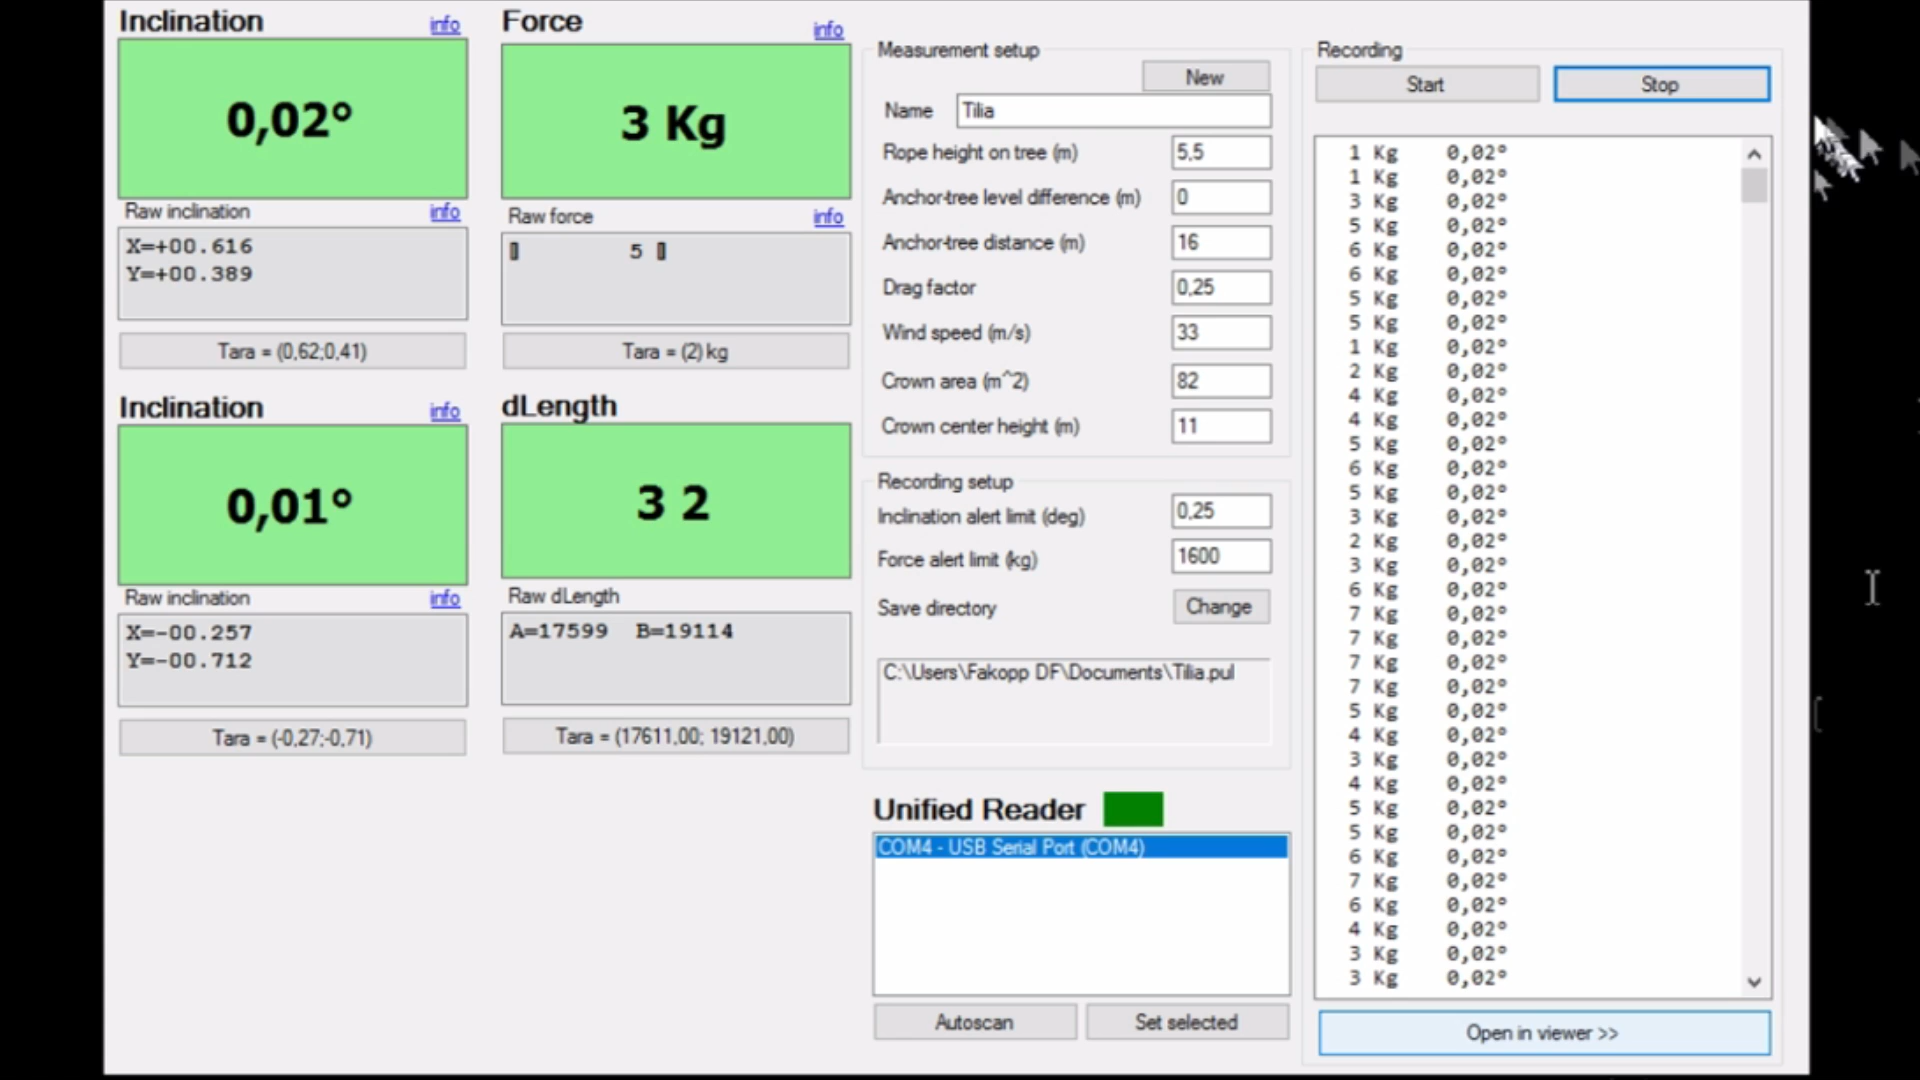 Inclination info
0,02°
Raw inclination info
X=+00.616
Y=+00.389
Tara = (0,62;0,41)
Force info
3 Kg
Raw force info
5
Tara = (2) kg
Inclination info
0,01°
Raw inclination info
X=-00.257
Y=-00.712
Tara = (-0,27;-0,71)
dLength
3 2
Raw dLength
A=17599 B=19114
Tara = (17611,00; 19121,00)
Measurement setup
New
Name Tilia
Rope height on tree (m) 5,5
Anchor-tree level difference (m) 0
Anchor-tree distance (m) 16
Drag factor 0,25
Wind speed (m/s) 33
Crown area (m^2) 82
Crown center height (m) 11
Recording setup
Inclination alert limit (deg) 0,25
Force alert limit (kg) 1600
Save directory Change
C:\Users\Fakopp DF\Documents\Tilia.pul
Unified Reader
COM4 - USB Serial Port (COM4)
Autoscan Set selected
Recording
Start Stop
1 Kg 0,02°
1 Kg 0,02°
3 Kg 0,02°
5 Kg 0,02°
6 Kg 0,02°
6 Kg 0,02°
5 Kg 0,02°
5 Kg 0,02°
1 Kg 0,02°
2 Kg 0,02°
4 Kg 0,02°
4 Kg 0,02°
5 Kg 0,02°
6 Kg 0,02°
5 Kg 0,02°
3 Kg 0,02°
2 Kg 0,02°
3 Kg 0,02°
6 Kg 0,02°
7 Kg 0,02°
7 Kg 0,02°
7 Kg 0,02°
7 Kg 0,02°
5 Kg 0,02°
4 Kg 0,02°
3 Kg 0,02°
4 Kg 0,02°
5 Kg 0,02°
5 Kg 0,02°
6 Kg 0,02°
7 Kg 0,02°
6 Kg 0,02°
4 Kg 0,02°
3 Kg 0,02°
3 Kg 0,02°
Open in viewer >>